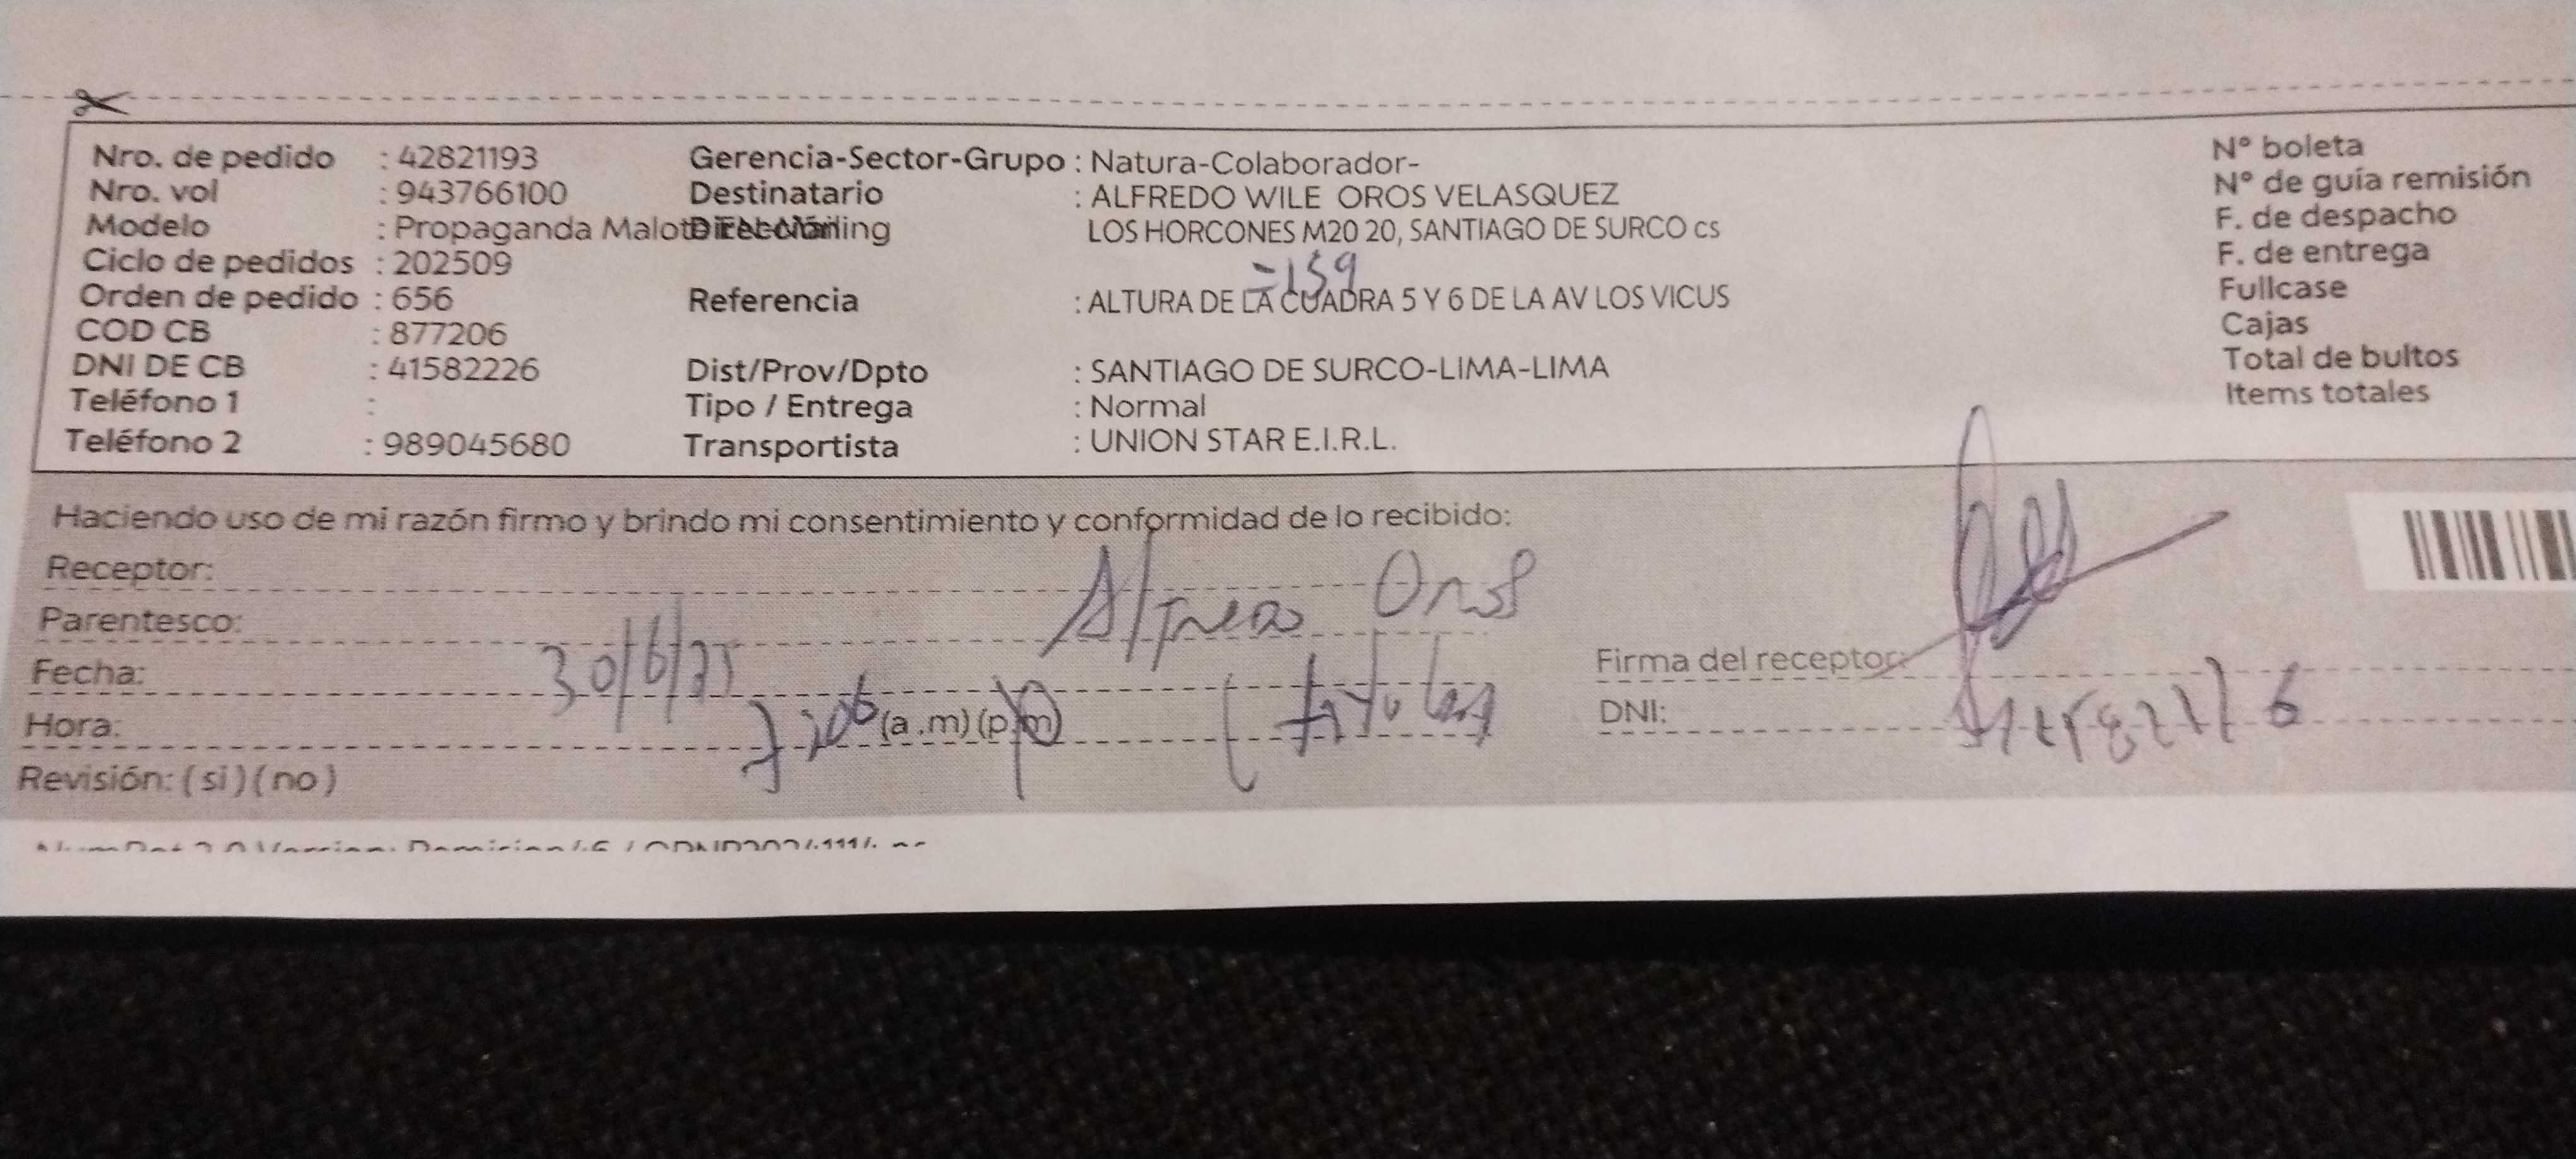 Nro. de pedido : 42821193 Gerencia-Sector-Grupo : Natura-Colaborador- N° boleta
Nro. vol : 943766100 Destinatario : ALFREDO WILE OROS VELASQUEZ N° de guía remisión
Modelo : Propaganda Malote EN-Mailing Dirección LOS HORCONES M20 20, SANTIAGO DE SURCO cs F. de despacho
Ciclo de pedidos : 202509 F. de entrega
=159
Orden de pedido : 656 Referencia : ALTURA DE LA CUADRA 5 Y 6 DE LA AV LOS VICUS Fullcase
COD CB : 877206 Cajas
DNI DE CB : 41582226 Dist/Prov/Dpto : SANTIAGO DE SURCO-LIMA-LIMA Total de bultos
Teléfono 1 : Tipo / Entrega : Normal Items totales
Teléfono 2 : 989045680 Transportista : UNION STAR E.I.R.L.
Haciendo uso de mi razón firmo y brindo mi consentimiento y conformidad de lo recibido:
Receptor: Alfredo Oros
Parentesco:
Fecha: 30/6/25 Firma del receptor:
Hora: (a.m)(p.m) (titular) DNI:
Revisión: (si)(no)